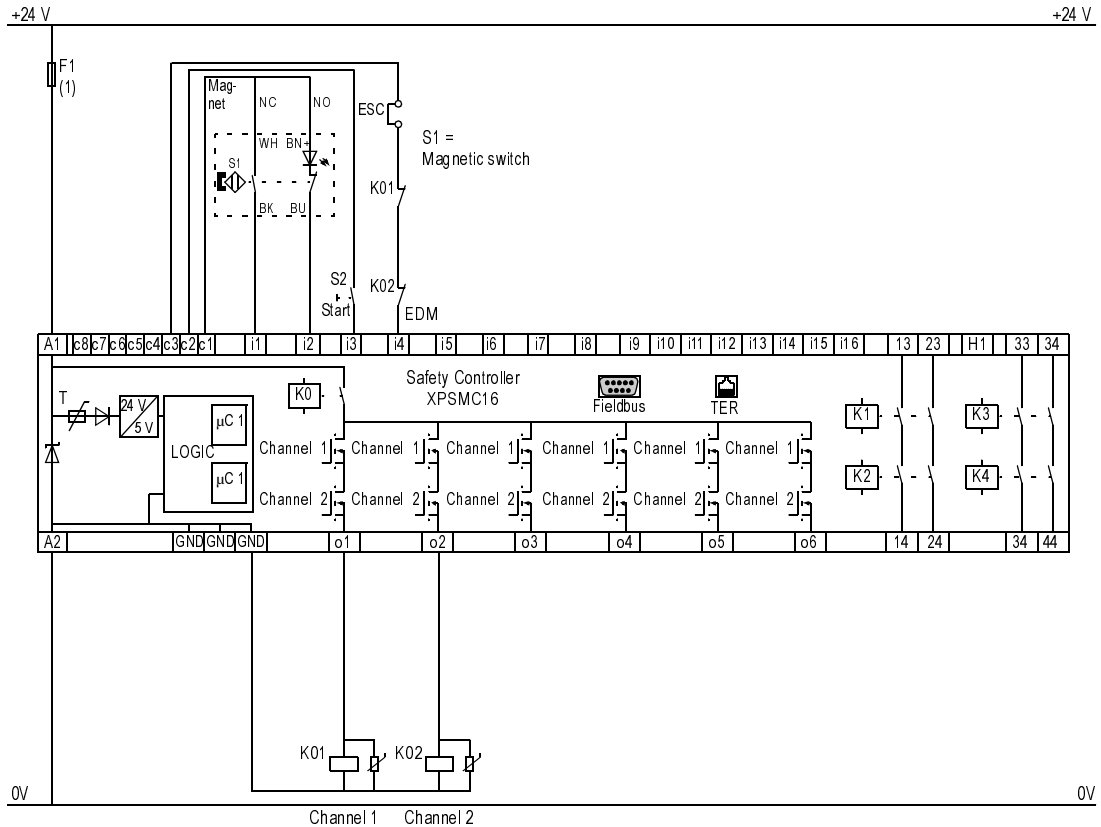 +24 V
+24 V
F1
(1)
Mag-
net
NC
NO
ESC
S1 =
Magnetic switch
WH
BN+
S1
K01
BK
BU
S2
Start
K02
EDM
A1
c8
c7
c6
c5
c4
c3
c2
c1
i1
i2
i3
i4
i5
i6
i7
i8
i9
i10
i11
i12
i13
i14
i15
i16
13
23
H1
33
34
Safety Controller
XPSMC16
K0
Fieldbus
TER
T
24 V
5 V
LOGIC
µC 1
µC 1
K1
K3
K2
K4
Channel 1
Channel 1
Channel 1
Channel 1
Channel 1
Channel 1
Channel 2
Channel 2
Channel 2
Channel 2
Channel 2
Channel 2
A2
GND
GND
GND
o1
o2
o3
o4
o5
o6
14
24
34
44
K01
K02
0V
0V
Channel 1
Channel 2